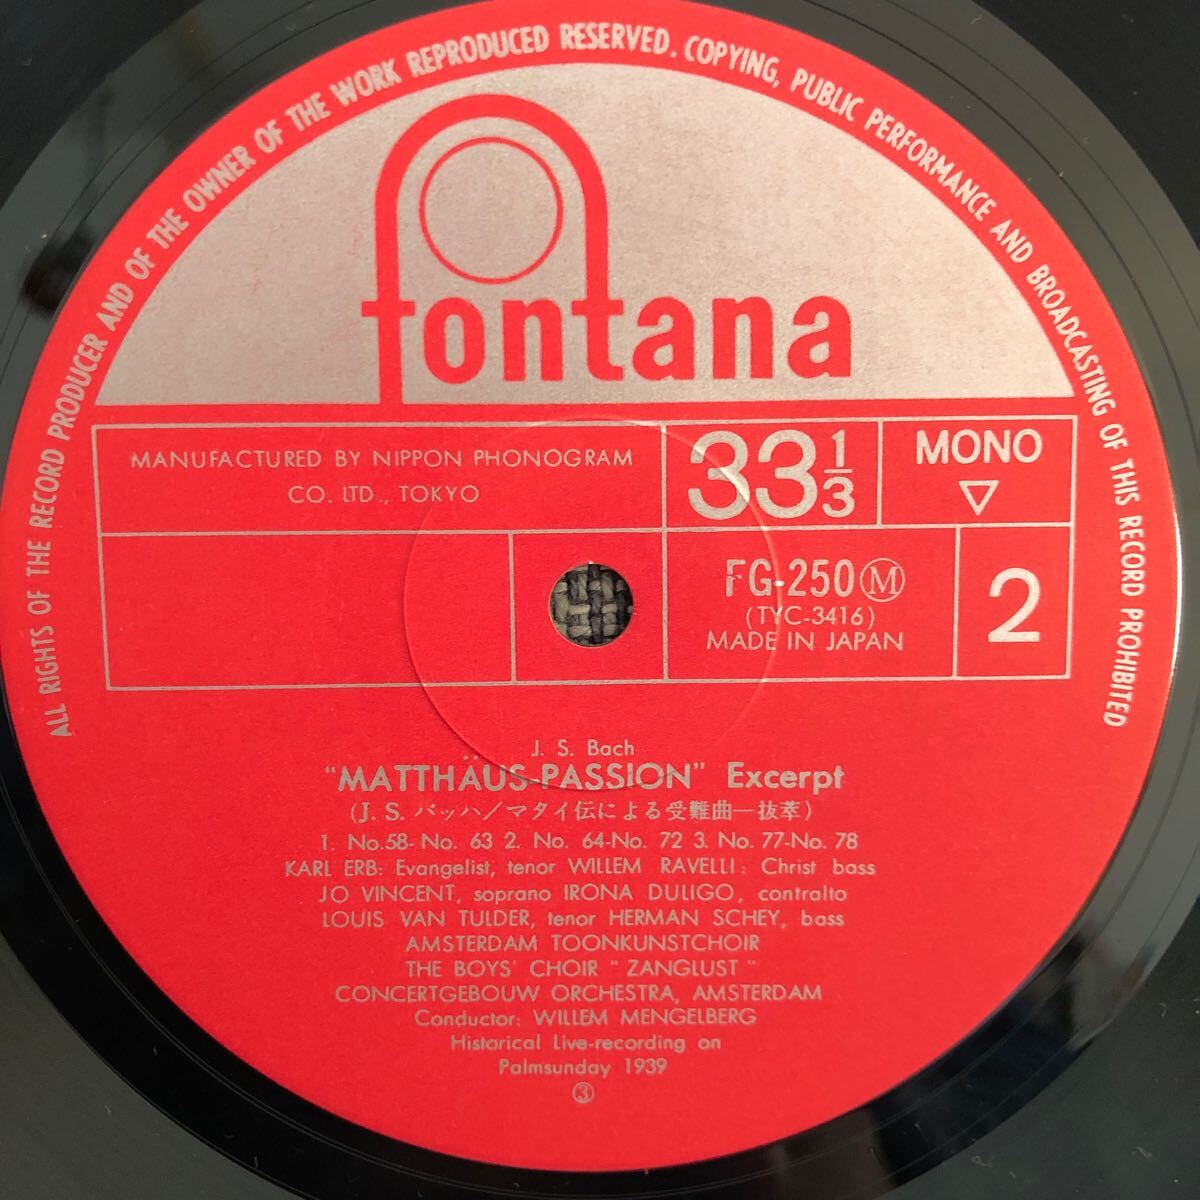 ALL RIGHTS OF THE RECORD PRODUCER AND OF THE OWNER OF THE WORK REPRODUCED RESERVED. COPYING, PUBLIC PERFORMANCE AND BROADCASTING OF THIS RECORD PROHIBITED
fontana
MANUFACTURED BY NIPPON PHONOGRAM
CO. LTD., TOKYO
33 1/3
MONO
▽
FG-250 Ⓜ
(TYC-3416)
MADE IN JAPAN
2
J. S. Bach
"MATTHÄUS-PASSION" Excerpt
(J. S. バッハ/マタイ伝による受難曲―抜萃)
1. No.58- No. 63 2. No. 64-No. 72 3. No. 77-No. 78
KARL ERB: Evangelist, tenor WILLEM RAVELLI: Christ bass
JO VINCENT, soprano IRONA DULIGO, contralto
LOUIS VAN TULDER, tenor HERMAN SCHEY, bass
AMSTERDAM TOONKUNSTCHOIR
THE BOYS' CHOIR " ZANGLUST "
CONCERTGEBOUW ORCHESTRA, AMSTERDAM
Conductor: WILLEM MENGELBERG
Historical Live-recording on
Palmsunday 1939
③